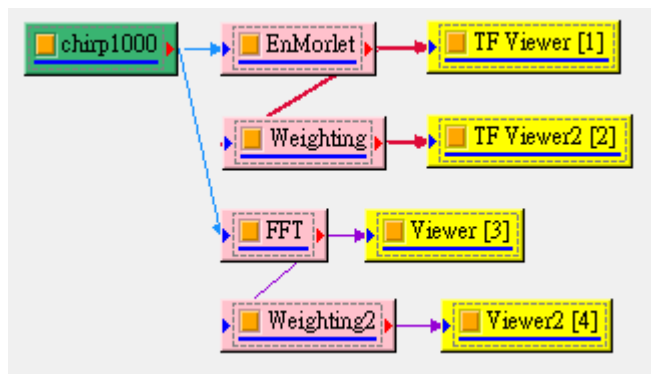 chirp1000
EnMorlet
TF Viewer [1]
Weighting
TF Viewer2 [2]
FFT
Viewer [3]
Weighting2
Viewer2 [4]